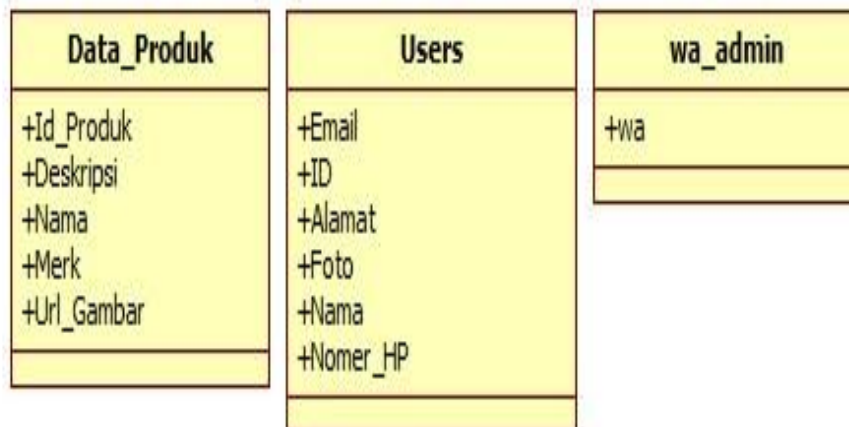 Data_Produk
+Id_Produk
+Deskripsi
+Nama
+Merk
+Url_Gambar
Users
+Email
+ID
+Alamat
+Foto
+Nama
+Nomer_HP
wa_admin
+wa